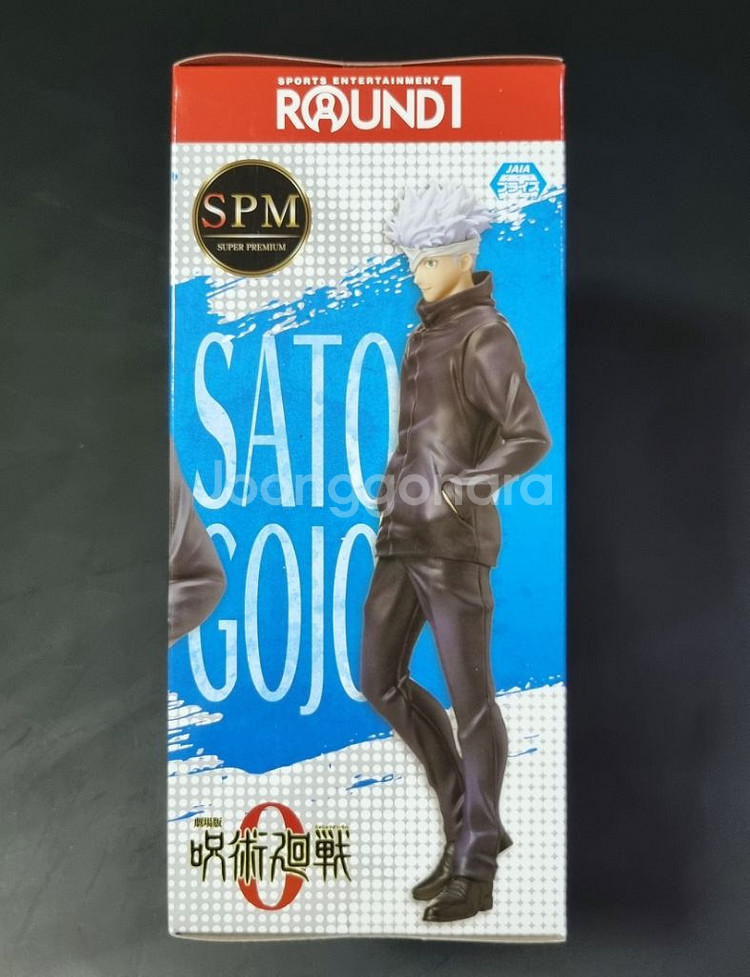 SPORTS ENTERTAINMENT
ROUND1
JAIA
プライズ
SPM
SUPER PREMIUM
SATO
Joonggonara
GOJO
劇場版
呪術廻戦
0